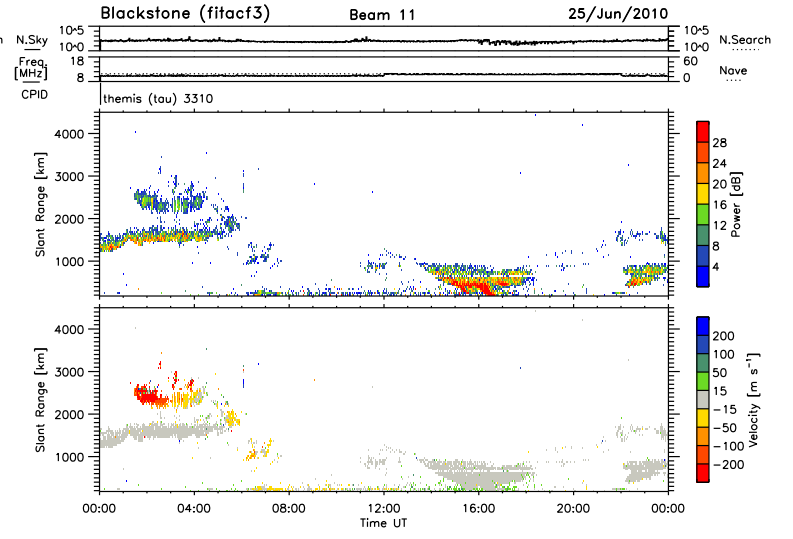 Blackstone (fitacf3) Beam 11 25/Jun/2010
n N.Sky 10^5 10^0 10^5 10^0 N.Search
Freq. [MHz] 18 8 60 0 Nave
CPID themis (tau) 3310
Slant Range [km] 4000 3000 2000 1000
28 24 20 16 12 8 4 Power [dB]
Slant Range [km] 4000 3000 2000 1000
200 100 50 15 −15 −50 −100 −200 Velocity [m s⁻¹]
00:00 04:00 08:00 12:00 16:00 20:00 00:00
Time UT